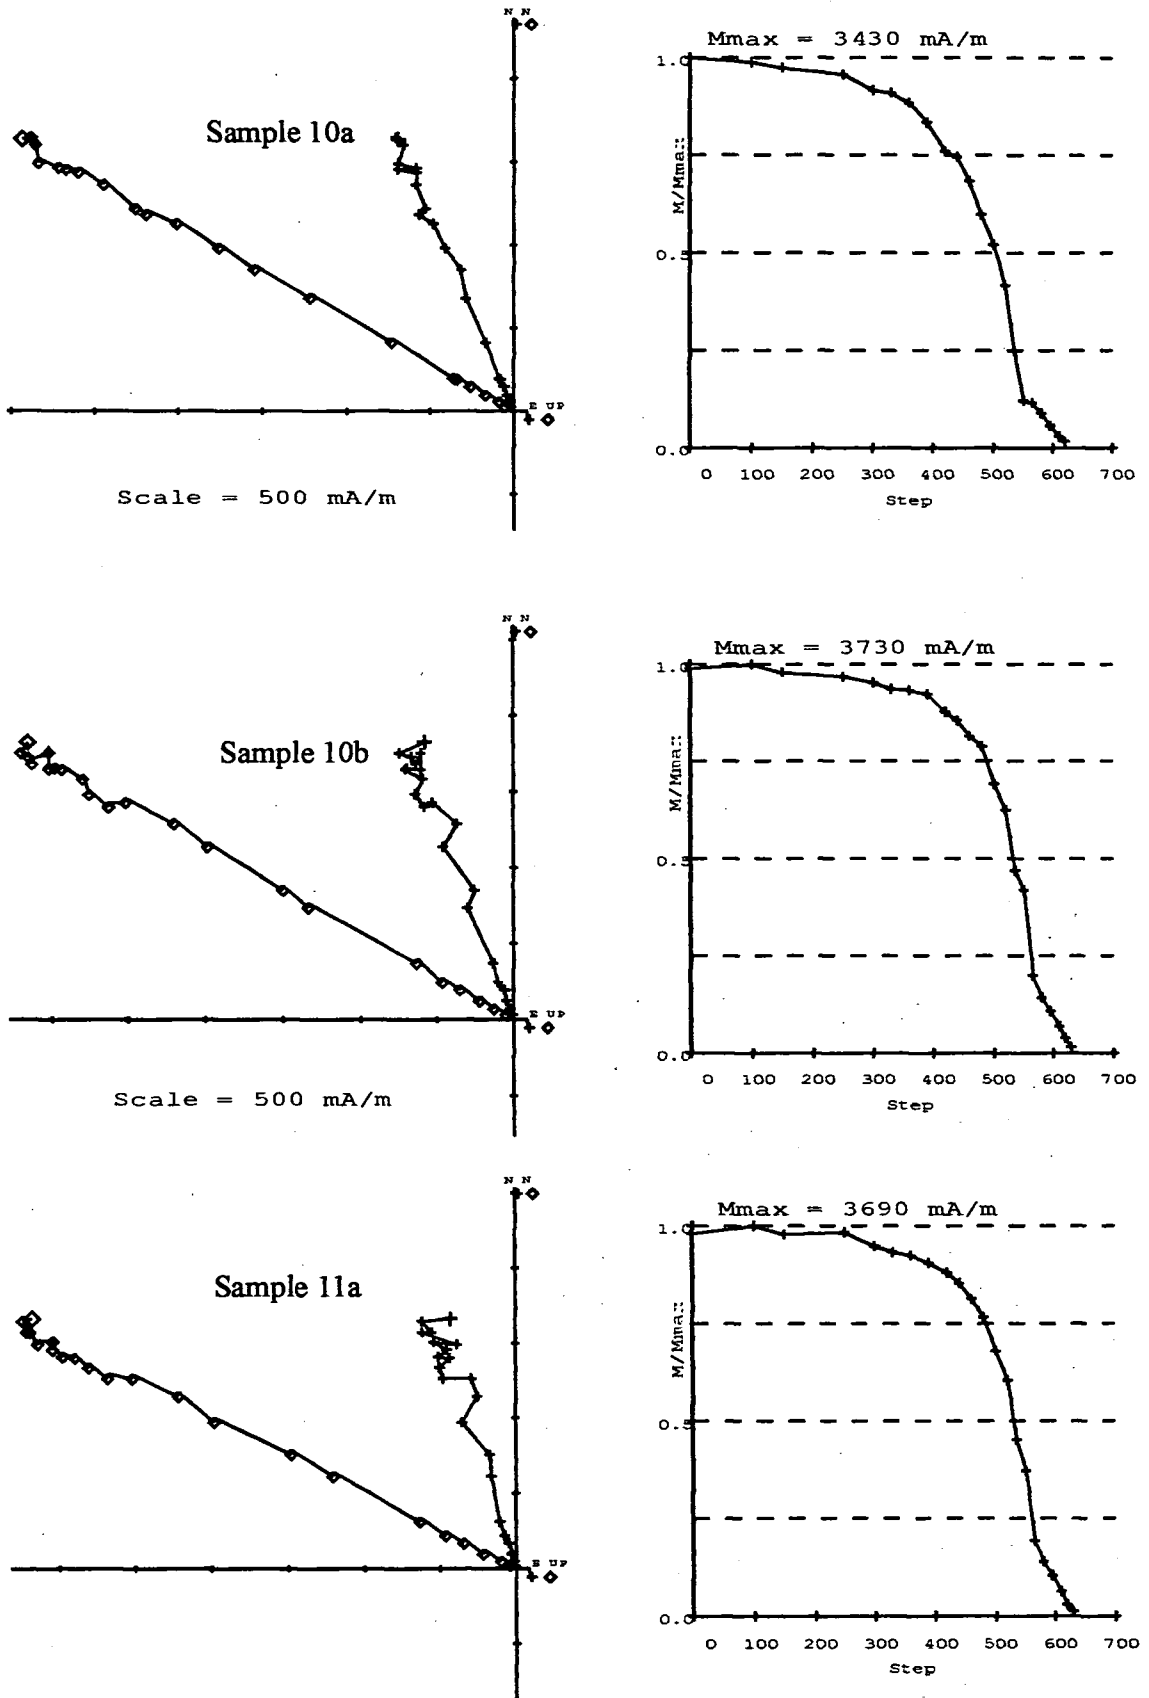 N N
Sample 10a
E UP
Scale = 500 mA/m
Mmax = 3430 mA/m
1.0
M/Mmax
0.5
0.0
0 100 200 300 400 500 600 700
Step
N N
Sample 10b
E UP
Scale = 500 mA/m
Mmax = 3730 mA/m
1.0
M/Mmax
0.5
0.0
0 100 200 300 400 500 600 700
Step
N N
Sample 11a
E UP
Mmax = 3690 mA/m
1.0
M/Mmax
0.5
0.0
0 100 200 300 400 500 600 700
Step